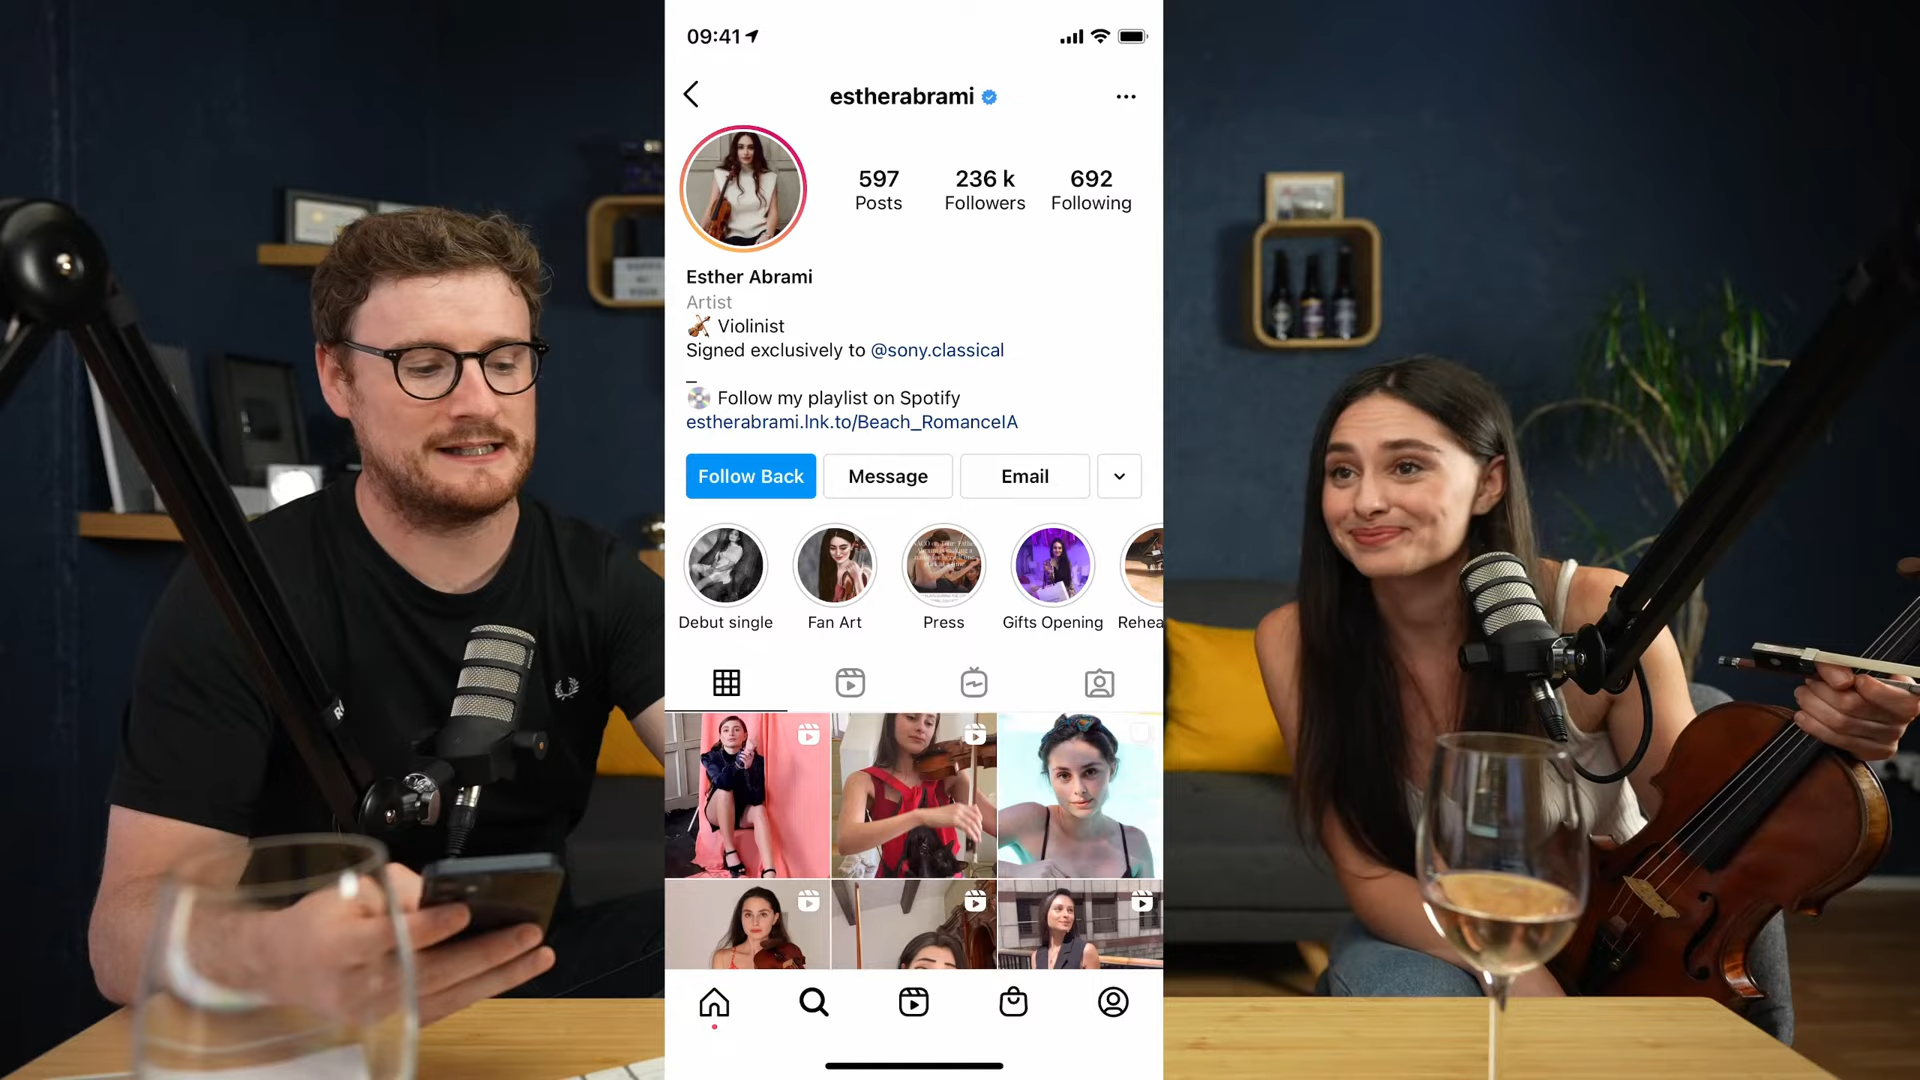 09:41
estherabrami
597
Posts
236 k
Followers
692
Following
Esther Abrami
Artist
Violinist
Signed exclusively to @sony.classical
_
Follow my playlist on Spotify
estherabrami.lnk.to/Beach_RomanceIA
Follow Back
Message
Email
Debut single
Fan Art
Press
Gifts Opening
Rehea